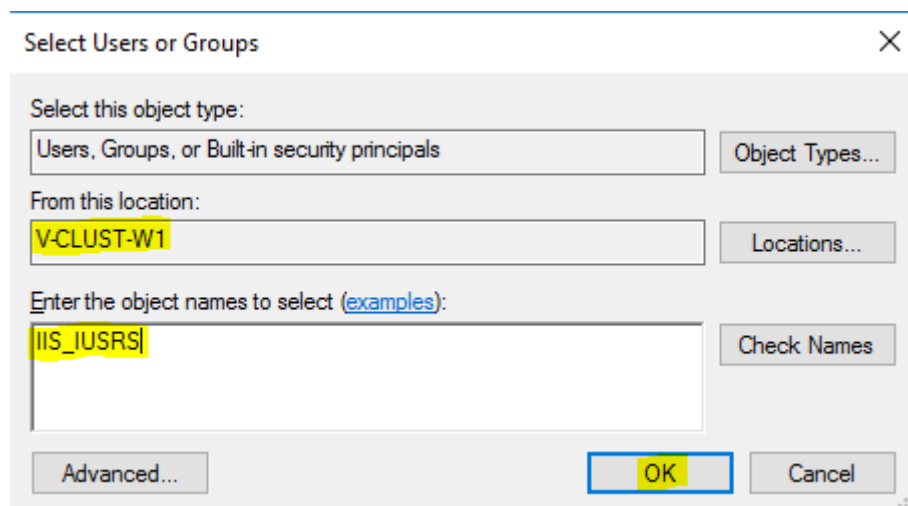 Select Users or Groups
Select this object type:
Users, Groups, or Built-in security principals
Object Types...
From this location:
V-CLUST-W1
Locations...
Enter the object names to select (examples):
IIS_IUSRS
Check Names
Advanced...
OK
Cancel